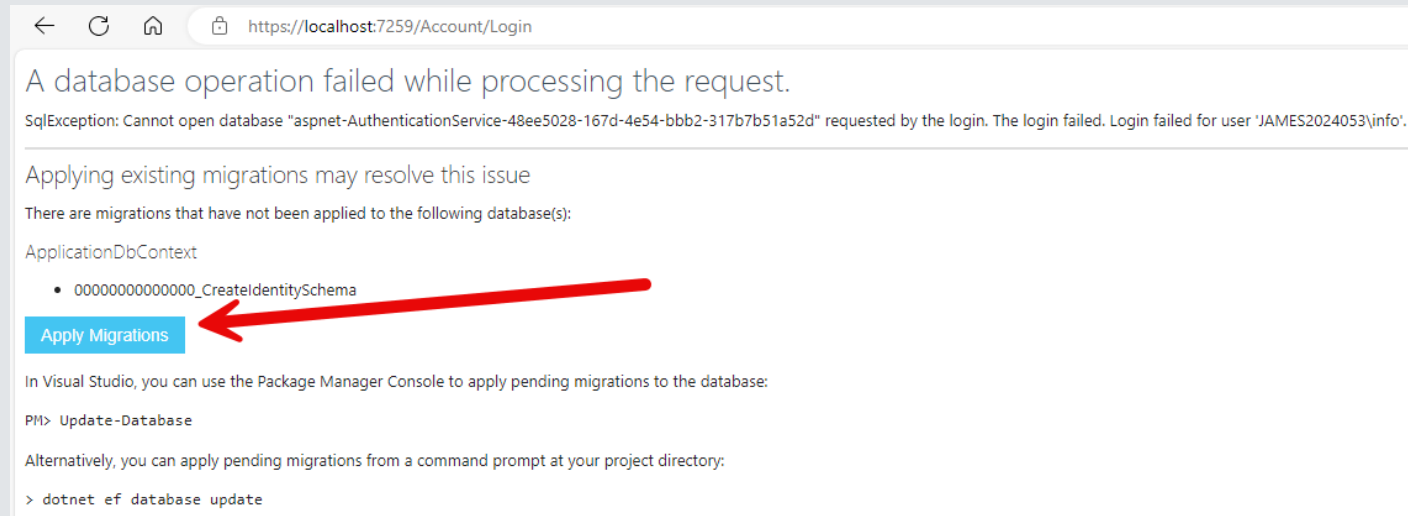 https://localhost:7259/Account/Login
A database operation failed while processing the request.
SqlException: Cannot open database "aspnet-AuthenticationService-48ee5028-167d-4e54-bbb2-317b7b51a52d" requested by the login. The login failed. Login failed for user 'JAMES2024053\info'.
Applying existing migrations may resolve this issue
There are migrations that have not been applied to the following database(s):
ApplicationDbContext
• 00000000000000_CreateIdentitySchema
Apply Migrations
In Visual Studio, you can use the Package Manager Console to apply pending migrations to the database:
PM> Update-Database
Alternatively, you can apply pending migrations from a command prompt at your project directory:
> dotnet ef database update